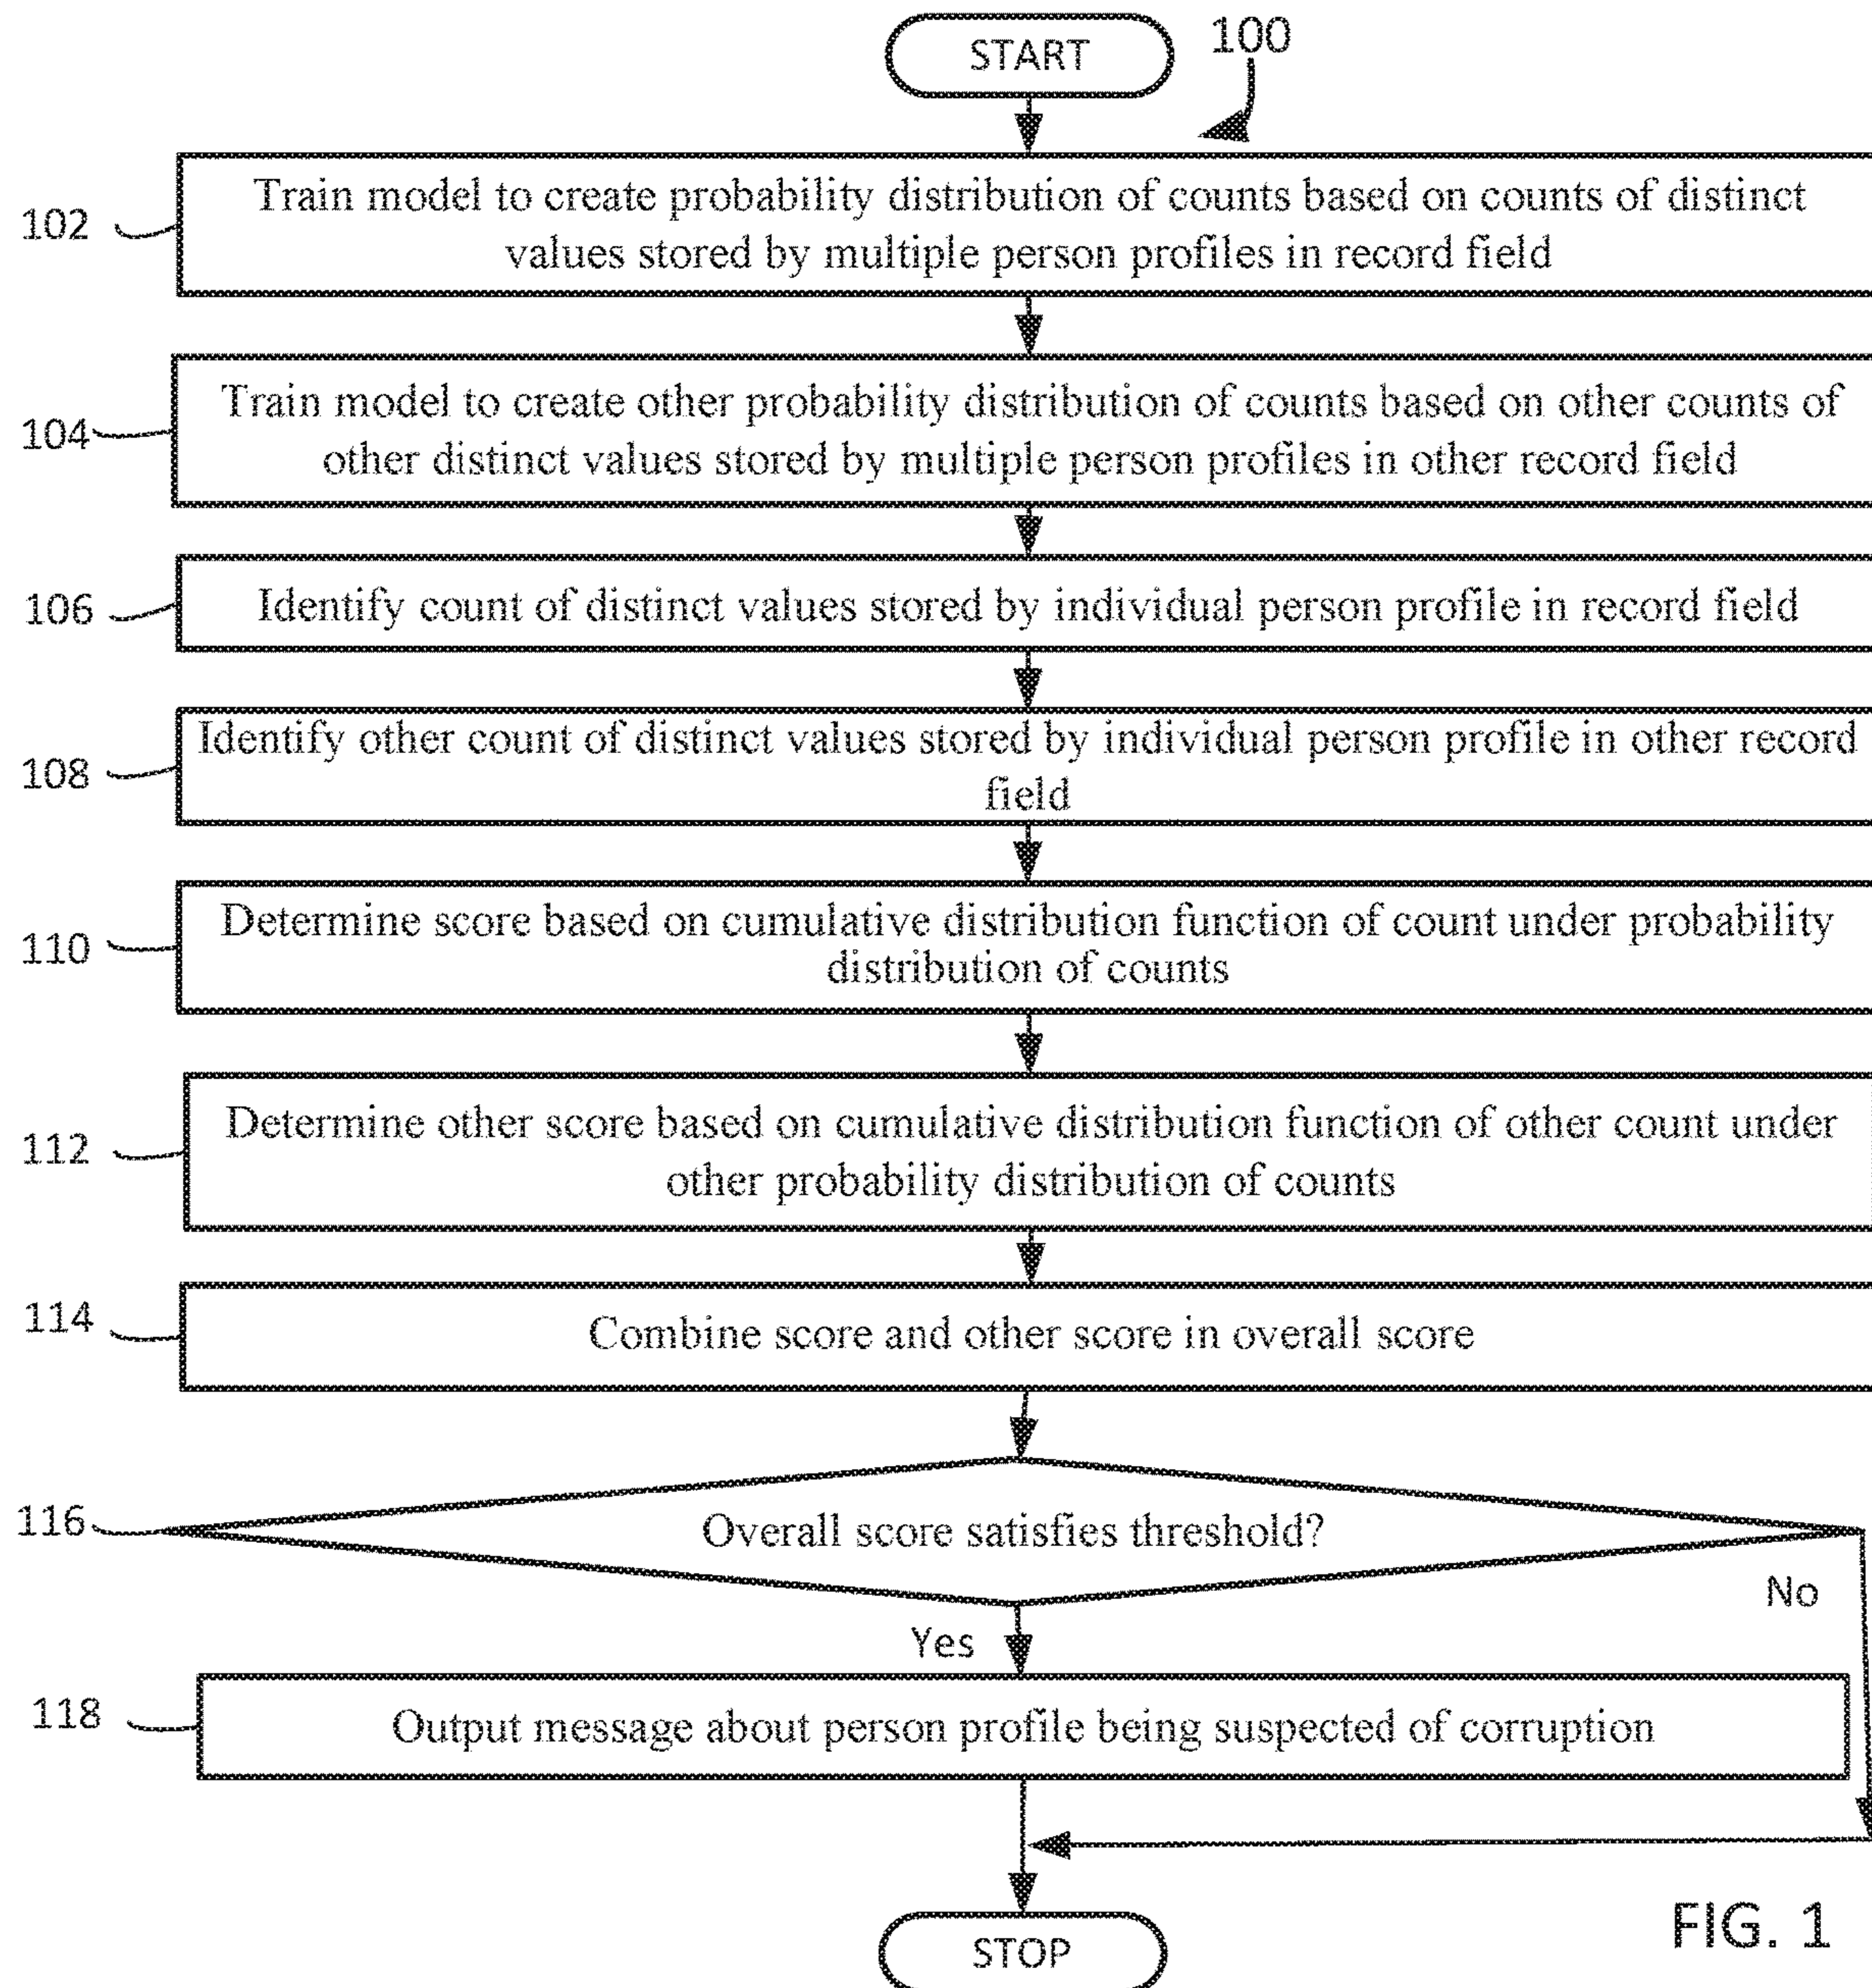 START
100
102
Train model to create probability distribution of counts based on counts of distinct
values stored by multiple person profiles in record field
104
Train model to create other probability distribution of counts based on other counts of
other distinct values stored by multiple person profiles in other record field
106
Identify count of distinct values stored by individual person profile in record field
108
Identify other count of distinct values stored by individual person profile in other record
field
110
Determine score based on cumulative distribution function of count under probability
distribution of counts
112
Determine other score based on cumulative distribution function of other count under
other probability distribution of counts
114
Combine score and other score in overall score
116
Overall score satisfies threshold?
No
Yes
118
Output message about person profile being suspected of corruption
STOP
FIG. 1